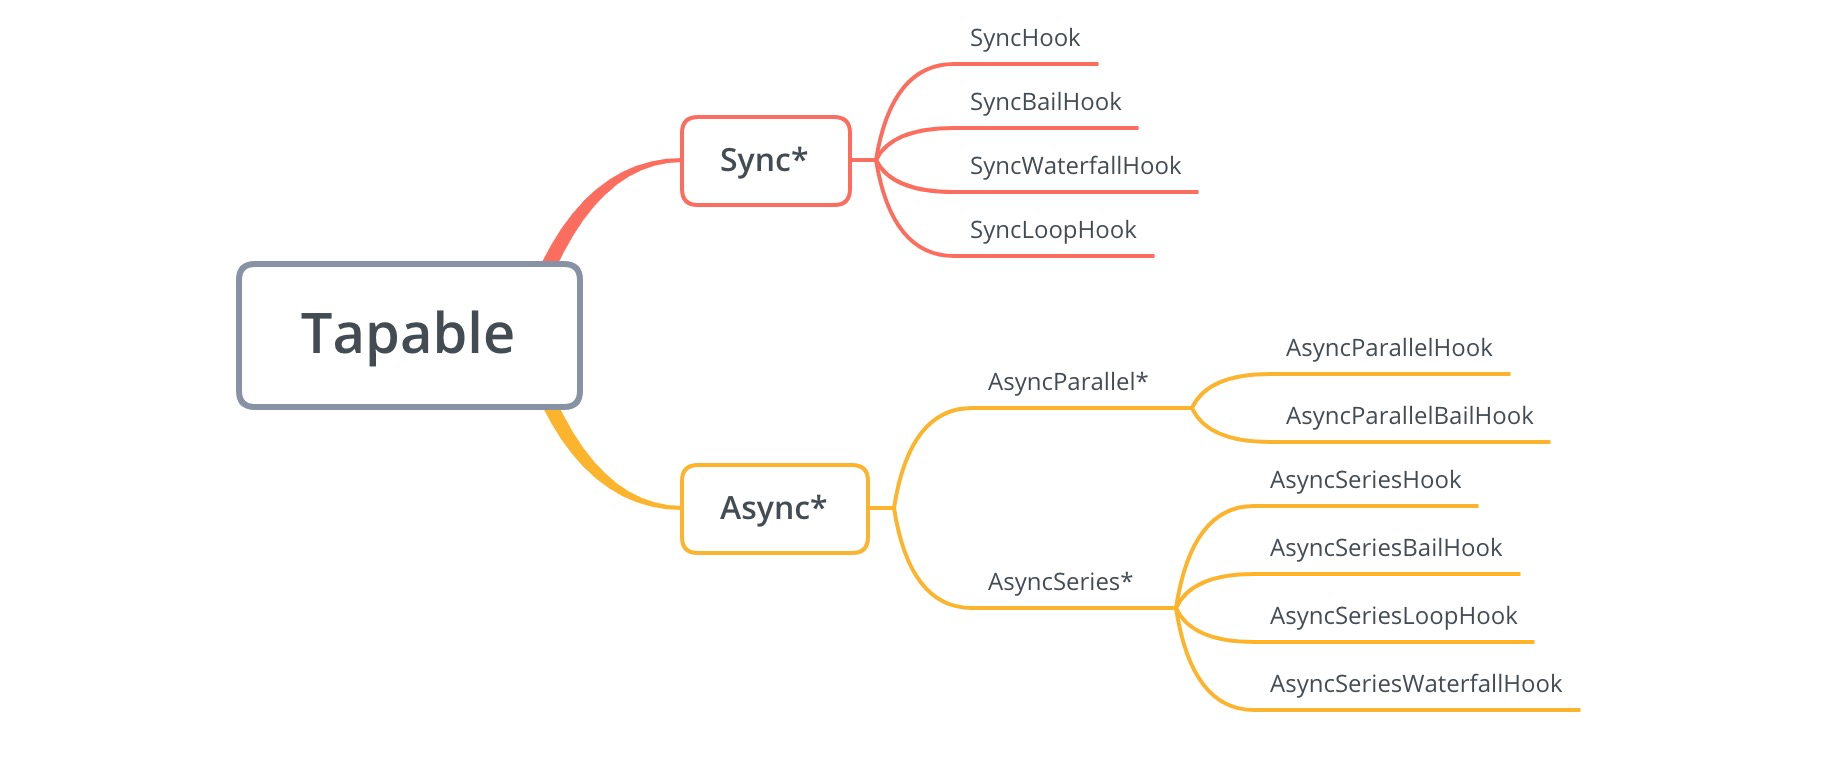 Tapable
Sync*
SyncHook
SyncBailHook
SyncWaterfallHook
SyncLoopHook
Async*
AsyncParallel*
AsyncParallelHook
AsyncParallelBailHook
AsyncSeries*
AsyncSeriesHook
AsyncSeriesBailHook
AsyncSeriesLoopHook
AsyncSeriesWaterfallHook